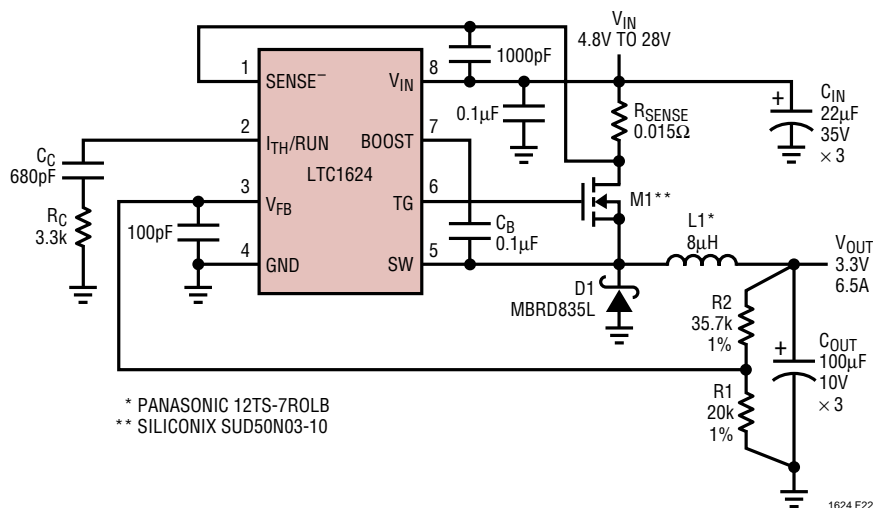 V_IN
4.8V TO 28V
1000pF
1
SENSE⁻
V_IN
8
C_IN
22µF
35V
× 3
+
0.1µF
R_SENSE
0.015Ω
2
I_TH/RUN
BOOST
7
C_C
680pF
LTC1624
M1**
3
V_FB
TG
6
R_C
3.3k
100pF
C_B
0.1µF
L1*
8µH
V_OUT
3.3V
6.5A
4
GND
SW
5
D1
MBRD835L
R2
35.7k
1%
+
C_OUT
100µF
10V
× 3
R1
20k
1%
* PANASONIC 12TS-7ROLB
** SILICONIX SUD50N03-10
1624 F22